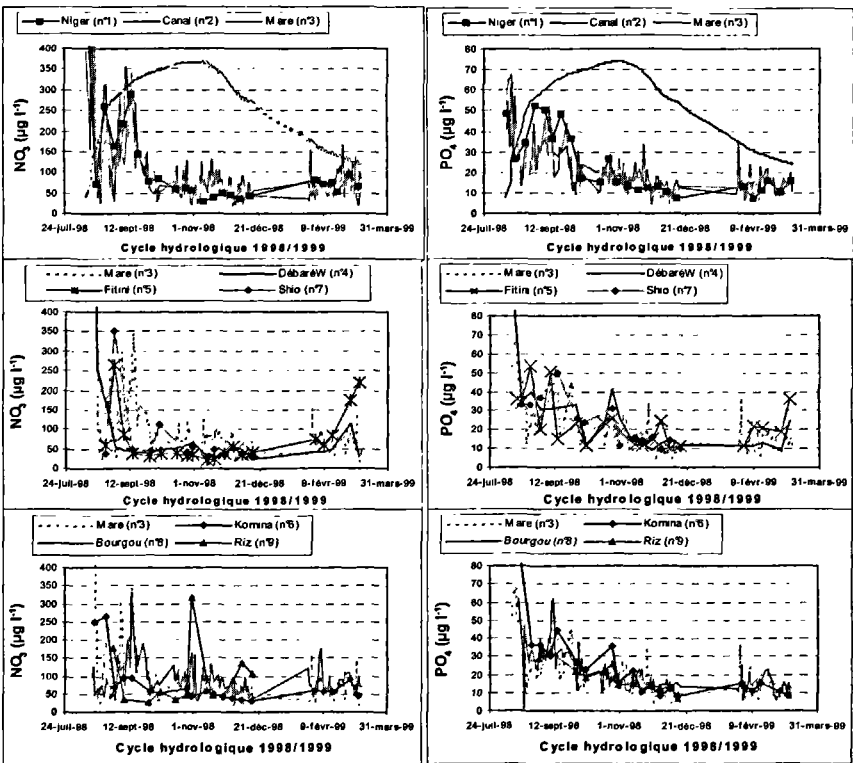 Niger (n°1) Canal (n°2) Mare (n°3)
NO3 (µg l-1)
400
350
300
250
200
150
100
50
0
24-juil-98 12-sept-98 1-nov-98 21-déc-98 9-févr-99 31-mars-99
Cycle hydrologique 1998/1999
Niger (n°1) Canal (n°2) Mare (n°3)
PO4 (µg l-1)
80
70
60
50
40
30
20
10
0
24-juil-98 12-sept-98 1-nov-98 21-déc-98 9-févr-99 31-mars-99
Cycle hydrologique 1998/1999
Mare (n°3) DébaréW (n°4)
Fitini (n°5) Shio (n°7)
NO3 (µg l-1)
400
350
300
250
200
150
100
50
0
24-juil-98 12-sept-98 1-nov-98 21-déc-98 9-févr-99 31-mars-99
Cycle hydrologique 1998/1999
Mare (n°3) DébaréW (n°4)
Fitini (n°5) Shio (n°7)
PO4 (µg l-1)
80
70
60
50
40
30
20
10
0
24-juil-98 12-sept-98 1-nov-98 21-déc-98 9-févr-99 31-mars-99
Cycle hydrologique 1998/1999
Mare (n°3) Komina (n°6)
Bourgou (n°8) Riz (n°9)
NO3 (µg l-1)
400
350
300
250
200
150
100
50
0
24-juil-98 12-sept-98 1-nov-98 21-déc-98 9-févr-99 31-mars-99
Cycle hydrologique 1998/1999
Mare (n°3) Komina (n°6)
Bourgou (n°8) Riz (n°9)
PO4 (µg l-1)
80
70
60
50
40
30
20
10
0
24-juil-98 12-sept-98 1-nov-98 21-déc-98 9-févr-99 31-mars-99
Cycle hydrologique 1998/1999